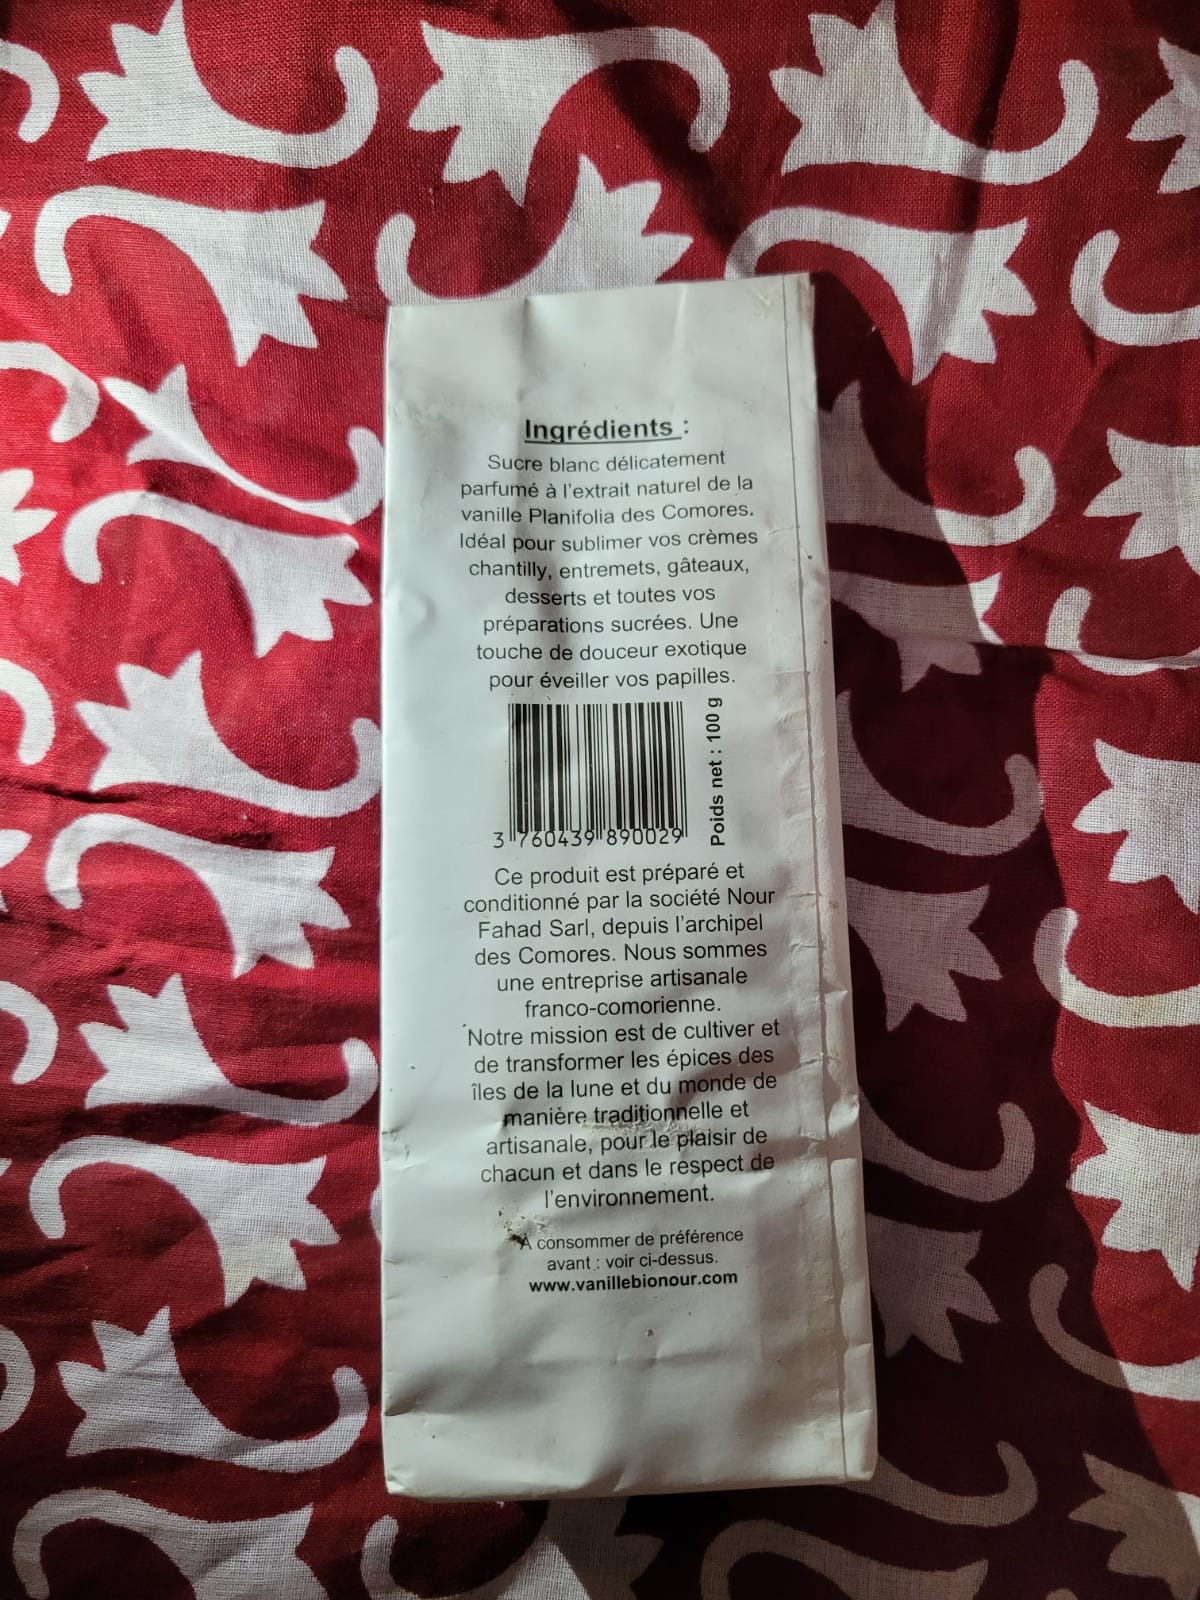 Ingrédients :
Sucre blanc délicatement
parfumé à l'extrait naturel de la
vanille Planifolia des Comores.
Idéal pour sublimer vos crèmes
chantilly, entremets, gâteaux,
desserts et toutes vos
préparations sucrées. Une
touche de douceur exotique
pour éveiller vos papilles.
Poids net : 100 g
3 760439 890029
Ce produit est préparé et
conditionné par la société Nour
Fahad Sarl, depuis l'archipel
des Comores. Nous sommes
une entreprise artisanale
franco-comorienne.
Notre mission est de cultiver et
de transformer les épices des
îles de la lune et du monde de
manière traditionnelle et
artisanale, pour le plaisir de
chacun et dans le respect de
l'environnement.
A consommer de préférence
avant : voir ci-dessus.
www.vanillebionour.com